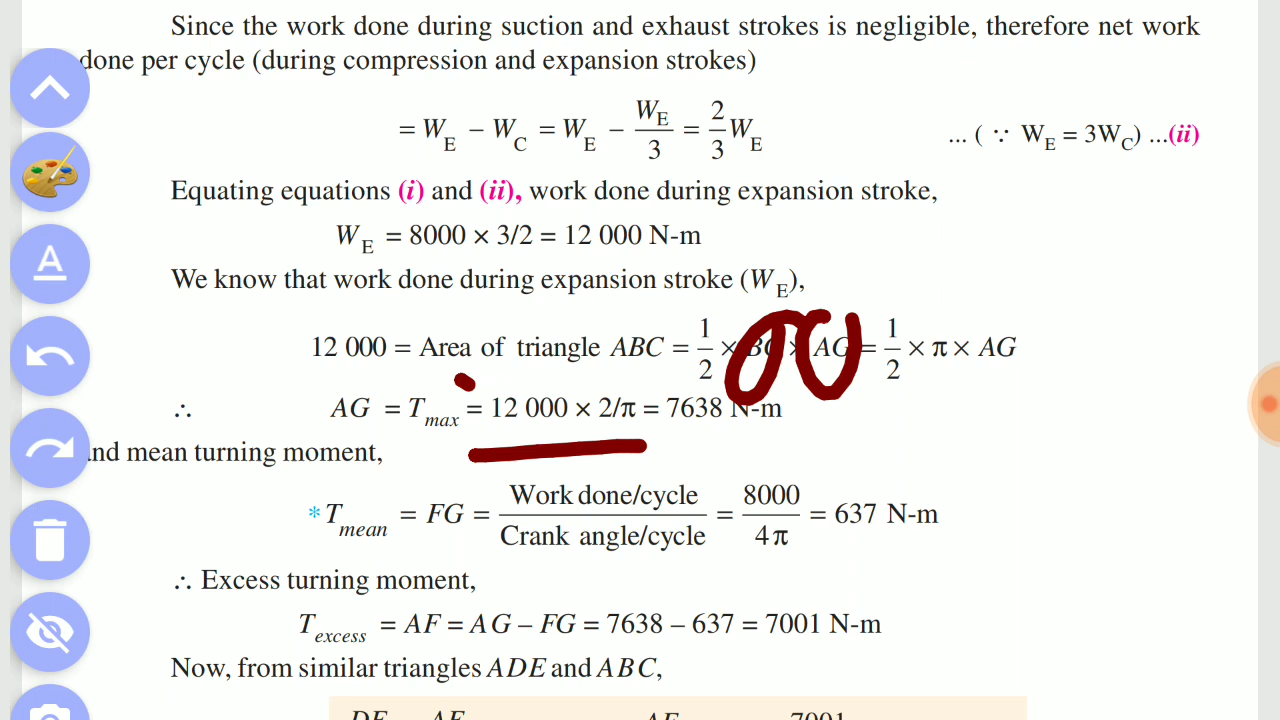 Since the work done during suction and exhaust strokes is negligible, therefore net work
done per cycle (during compression and expansion strokes)
= W_E − W_C = W_E − W_E/3 = 2/3 W_E ... ( ∵ W_E = 3W_C) ...(ii)
Equating equations (i) and (ii), work done during expansion stroke,
W_E = 8000 × 3/2 = 12 000 N-m
We know that work done during expansion stroke (W_E),
12 000 = Area of triangle ABC = 1/2 × BC × AG = 1/2 × π × AG
∴ AG = T_max = 12 000 × 2/π = 7638 N-m
nd mean turning moment,
*T_mean = FG = Work done/cycle / Crank angle/cycle = 8000 / 4π = 637 N-m
∴ Excess turning moment,
T_excess = AF = AG – FG = 7638 – 637 = 7001 N-m
Now, from similar triangles ADE and ABC,
A